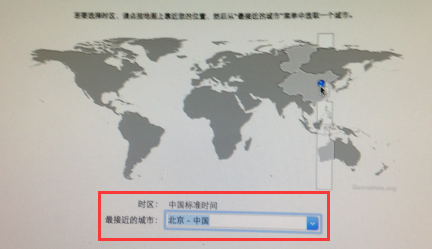 若要选择时区，请点按地图上靠近您的位置，然后从“最接近的城市”菜单中选取一个城市。
时区： 中国标准时间
最接近的城市： 北京 - 中国